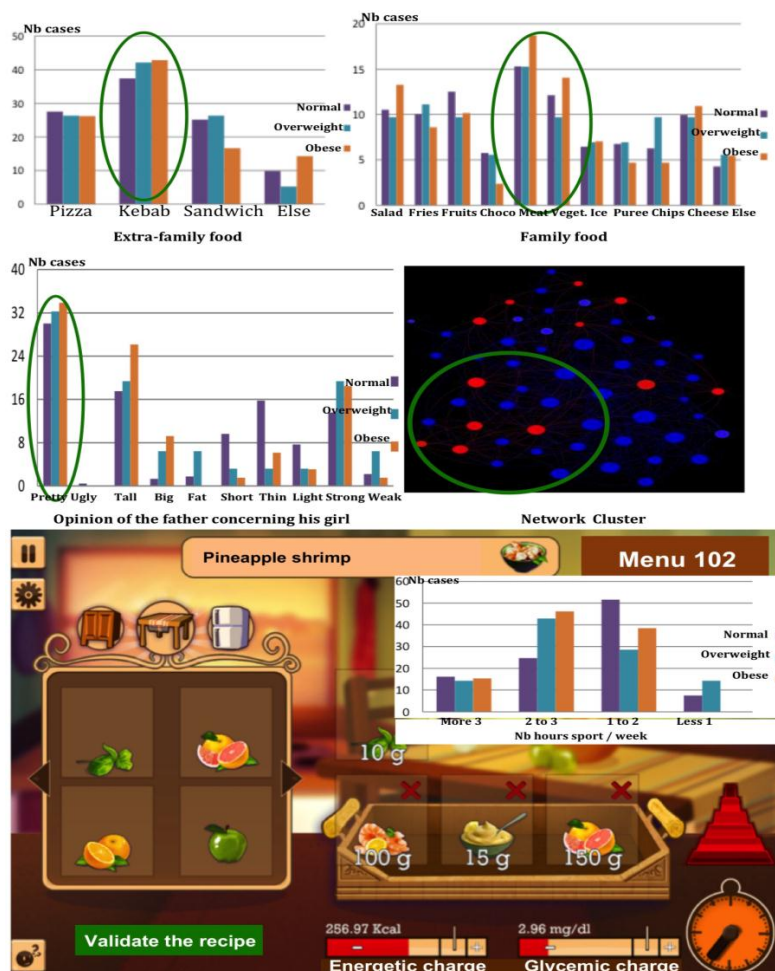 Nb cases
50
40
30
20
10
0
Normal
Overweight
Obese
Pizza Kebab Sandwich Else
Extra-family food
Nb cases
20
15
10
5
0
Normal
Overweight
Obese
Salad Fries Fruits Choco Meat Veget. Ice Puree Chips Cheese Else
Family food
Nb cases
40
32
24
16
8
0
Normal
Overweight
Obese
Pretty Ugly Tall Big Fat Short Thin Light Strong Weak
Opinion of the father concerning his girl
Network Cluster
Pineapple shrimp
Menu 102
Nb cases
60
50
40
30
20
10
0
Normal
Overweight
Obese
More 3 2 to 3 1 to 2 Less 1
Nb hours sport / week
10 g
100 g 15 g 150 g
Validate the recipe
256.97 Kcal
2.96 mg/dl
Energetic charge
Glycemic charge